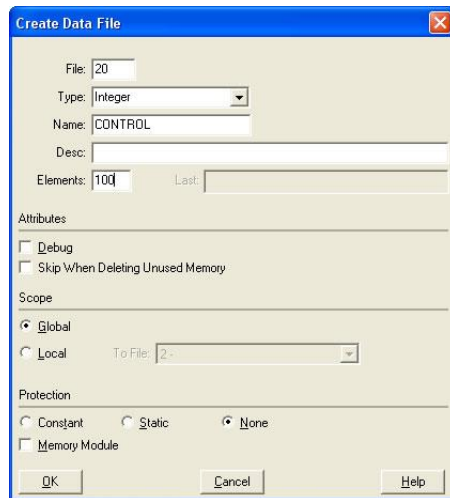 Create Data File
File: 20
Type: Integer
Name: CONTROL
Desc:
Elements: 100 Last:
Attributes
Debug
Skip When Deleting Unused Memory
Scope
Global
Local To File: 2 -
Protection
Constant Static None
Memory Module
OK Cancel Help